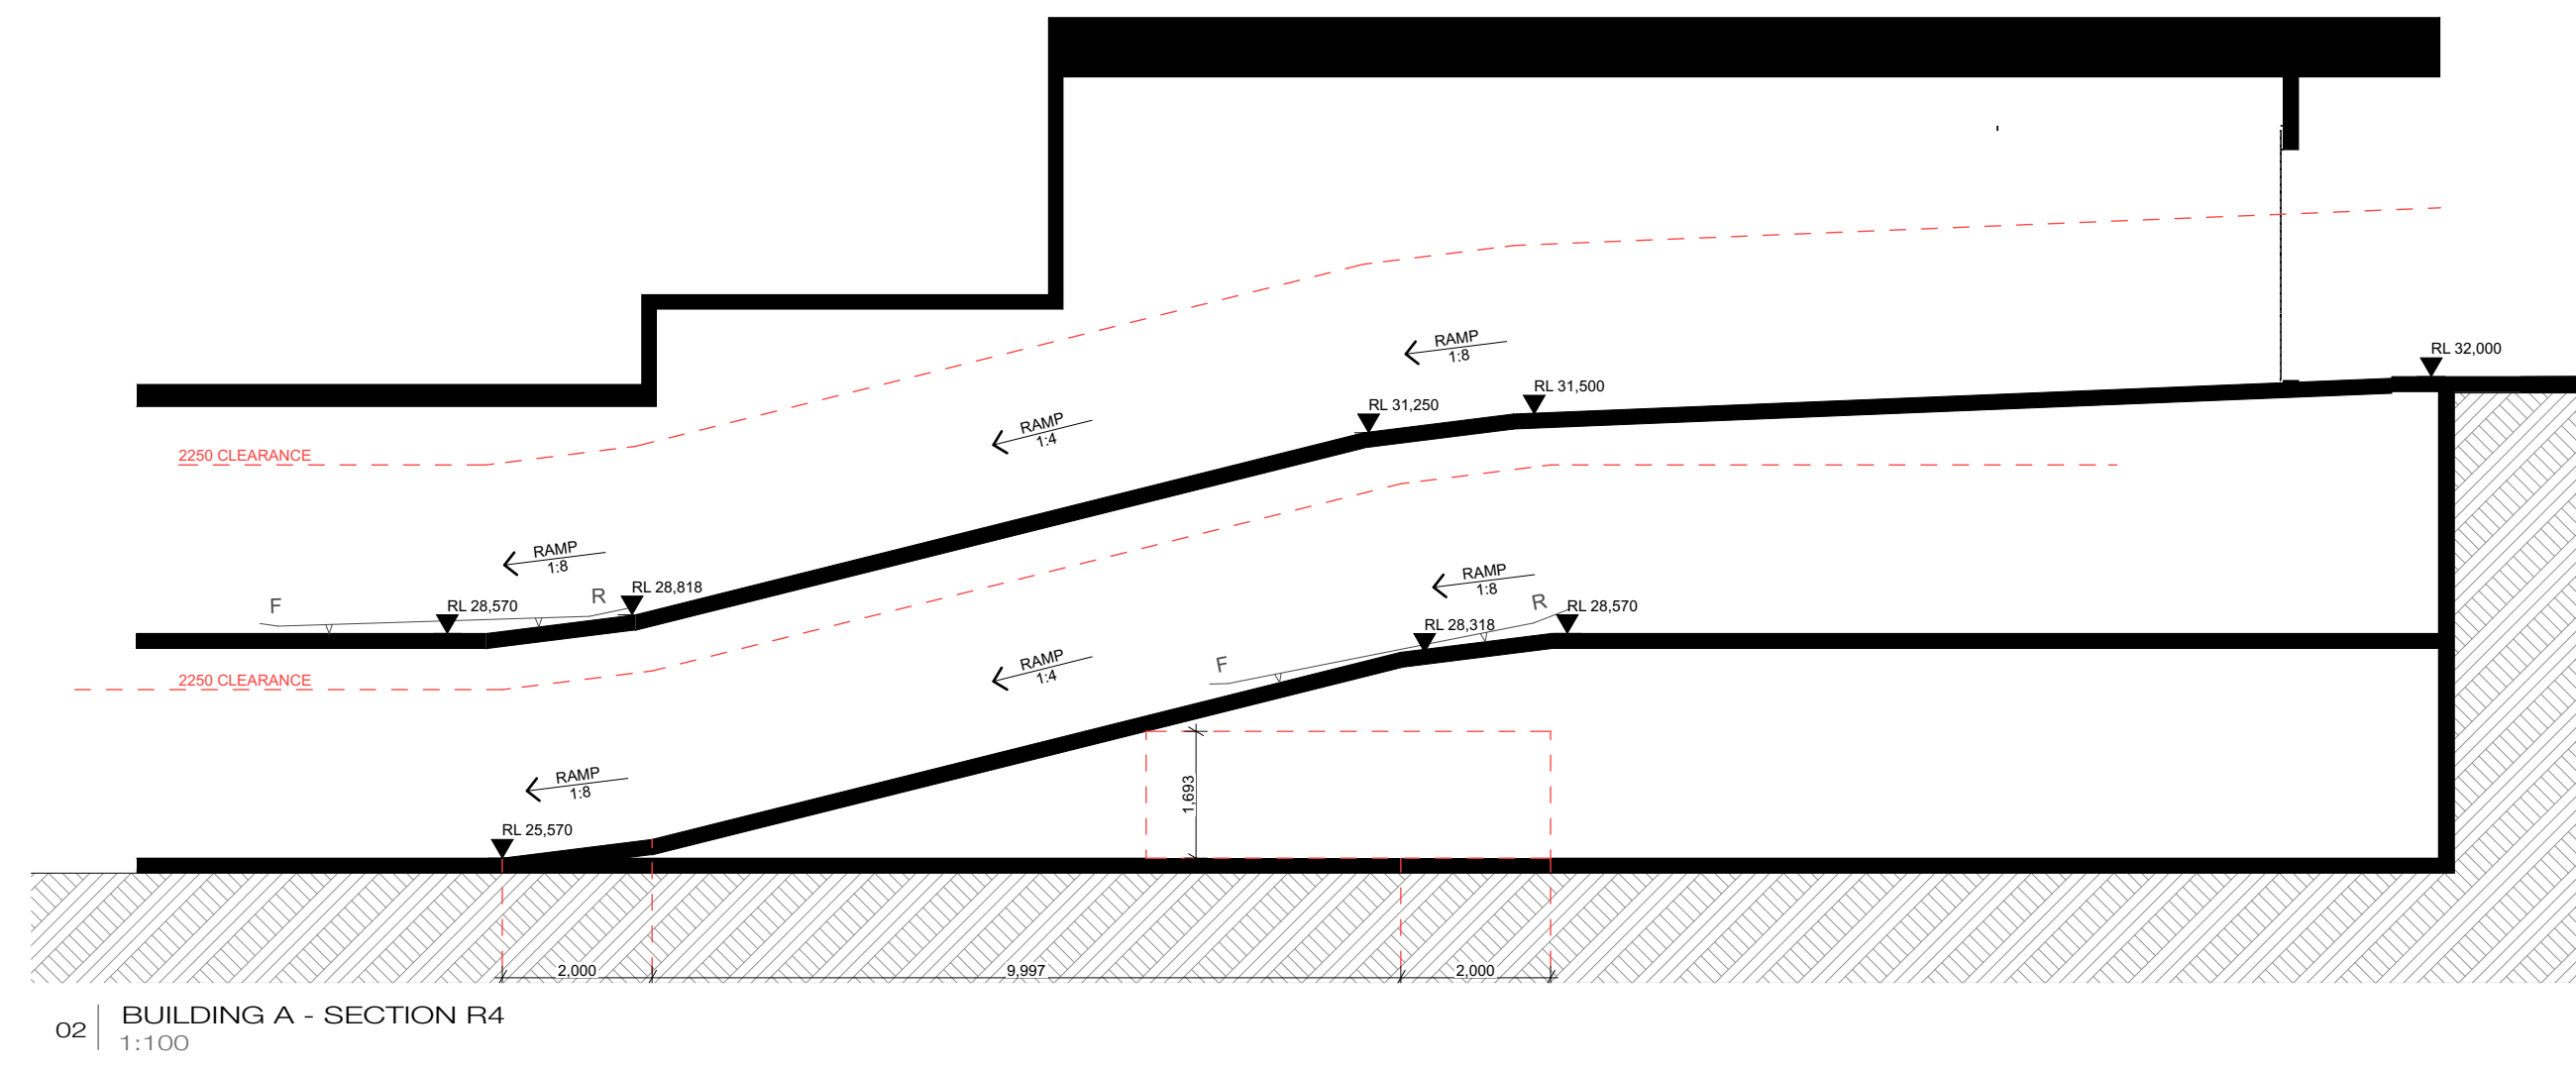 RAMP
1:8
RL 32,000
RL 31,500
RL 31,250
RAMP
1:4
2250 CLEARANCE
RAMP
1:8
F
R
RL 28,570
RL 28,818
RAMP
1:8
R
RL 28,570
RL 28,318
F
RAMP
1:4
2250 CLEARANCE
RAMP
1:8
1,693
RL 25,570
2,000
9,997
2,000
02
BUILDING A - SECTION R4
1:100